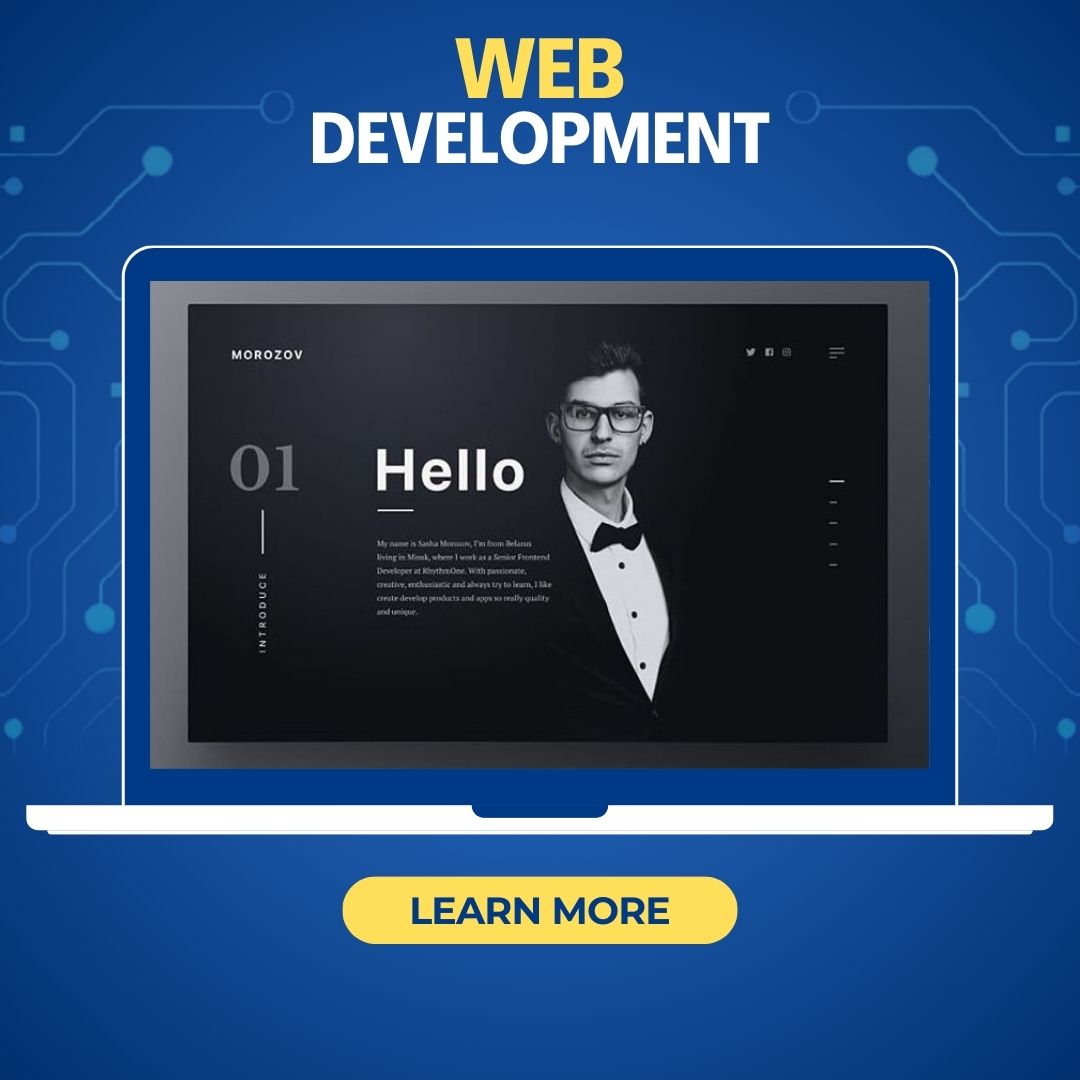 WEB
DEVELOPMENT
MOROZOV
01
Hello
INTRODUCE
My name is Sasha Morozov, I'm from Belarus
living in Minsk, where I work as a Senior Frontend
Developer at RhythmOne. With passionate,
creative, enthusiastic and always try to learn, I like
create develop products and apps so really quality
and unique.
LEARN MORE